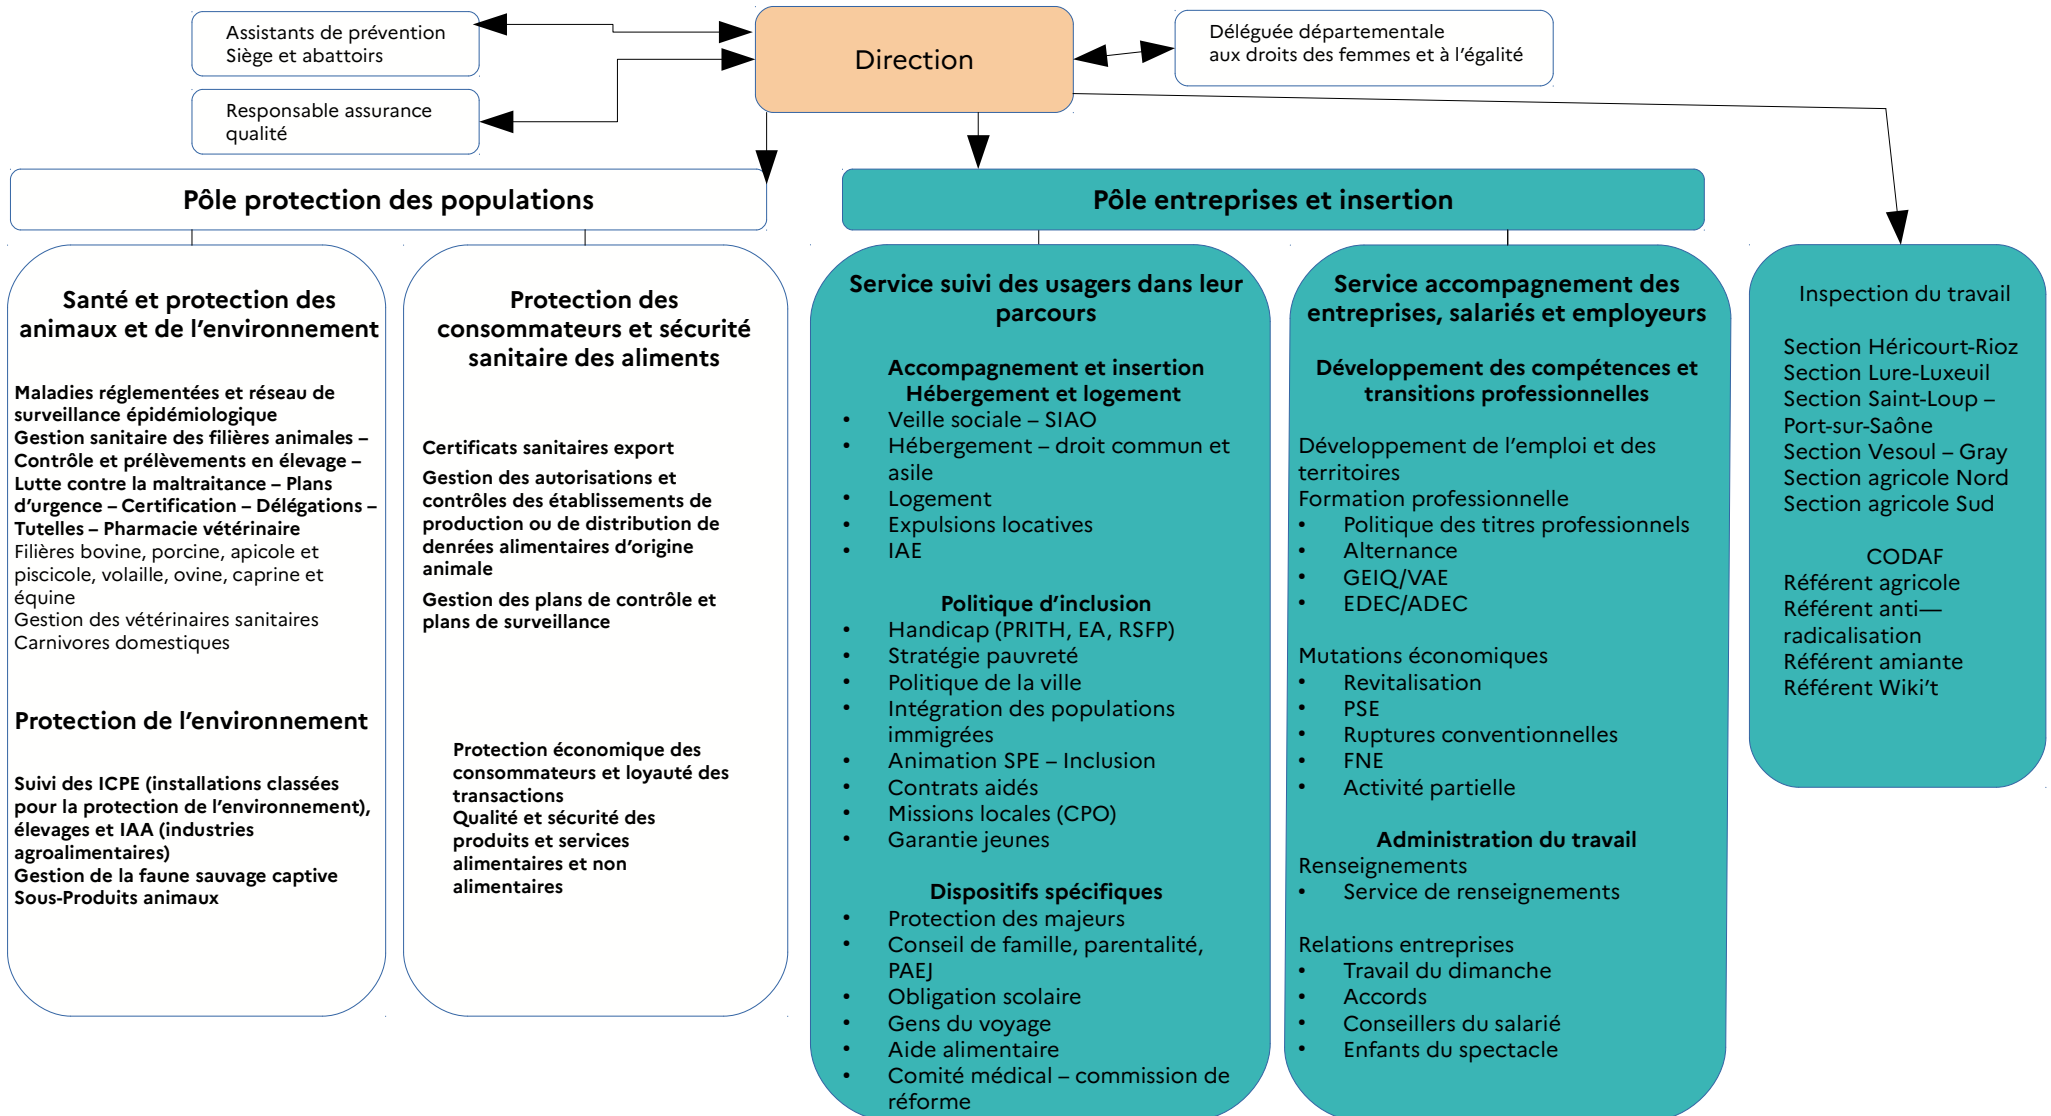 Assistants de prévention
Siège et abattoirs
Responsable assurance
qualité
Direction
Déléguée départementale
aux droits des femmes et à l’égalité
Pôle protection des populations
Santé et protection des
animaux et de l’environnement
Maladies réglementées et réseau de
surveillance épidémiologique
Gestion sanitaire des filières animales –
Contrôle et prélèvements en élevage –
Lutte contre la maltraitance – Plans
d’urgence – Certification – Délégations –
Tutelles – Pharmacie vétérinaire
Filières bovine, porcine, apicole et
piscicole, volaille, ovine, caprine et
équine
Gestion des vétérinaires sanitaires
Carnivores domestiques
Protection de l’environnement
Suivi des ICPE (installations classées
pour la protection de l’environnement),
élevages et IAA (industries
agroalimentaires)
Gestion de la faune sauvage captive
Sous-Produits animaux
Protection des
consommateurs et sécurité
sanitaire des aliments
Certificats sanitaires export
Gestion des autorisations et
contrôles des établissements de
production ou de distribution de
denrées alimentaires d’origine
animale
Gestion des plans de contrôle et
plans de surveillance
Protection économique des
consommateurs et loyauté des
transactions
Qualité et sécurité des
produits et services
alimentaires et non
alimentaires
Pôle entreprises et insertion
Service suivi des usagers dans leur
parcours
Accompagnement et insertion
Hébergement et logement
• Veille sociale – SIAO
• Hébergement – droit commun et
asile
• Logement
• Expulsions locatives
• IAE
Politique d’inclusion
• Handicap (PRITH, EA, RSFP)
• Stratégie pauvreté
• Politique de la ville
• Intégration des populations
immigrées
• Animation SPE – Inclusion
• Contrats aidés
• Missions locales (CPO)
• Garantie jeunes
Dispositifs spécifiques
• Protection des majeurs
• Conseil de famille, parentalité,
PAEJ
• Obligation scolaire
• Gens du voyage
• Aide alimentaire
• Comité médical – commission de
réforme
Service accompagnement des
entreprises, salariés et employeurs
Développement des compétences et
transitions professionnelles
Développement de l’emploi et des
territoires
Formation professionnelle
• Politique des titres professionnels
• Alternance
• GEIQ/VAE
• EDEC/ADEC
Mutations économiques
• Revitalisation
• PSE
• Ruptures conventionnelles
• FNE
• Activité partielle
Administration du travail
Renseignements
• Service de renseignements
Relations entreprises
• Travail du dimanche
• Accords
• Conseillers du salarié
• Enfants du spectacle
Inspection du travail
Section Héricourt-Rioz
Section Lure-Luxeuil
Section Saint-Loup –
Port-sur-Saône
Section Vesoul – Gray
Section agricole Nord
Section agricole Sud
CODAF
Référent agricole
Référent anti—
radicalisation
Référent amiante
Référent Wiki’t